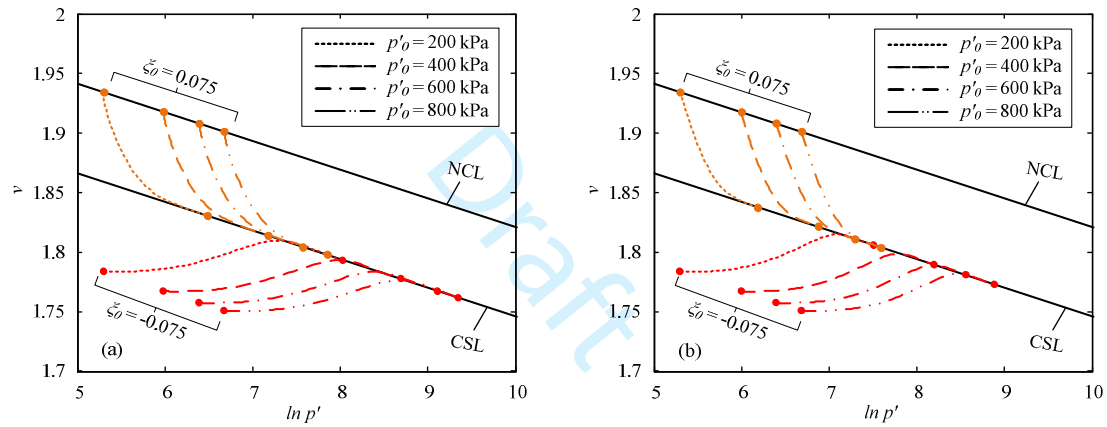 2
1.95
1.9
1.85
1.8
1.75
1.7
v
5
6
7
8
9
10
ln p'
p'0 = 200 kPa
p'0 = 400 kPa
p'0 = 600 kPa
p'0 = 800 kPa
ξ0 = 0.075
ξ0 = -0.075
NCL
CSL
(a)
2
1.95
1.9
1.85
1.8
1.75
1.7
v
5
6
7
8
9
10
ln p'
p'0 = 200 kPa
p'0 = 400 kPa
p'0 = 600 kPa
p'0 = 800 kPa
ξ0 = 0.075
ξ0 = -0.075
NCL
CSL
(b)
Draft